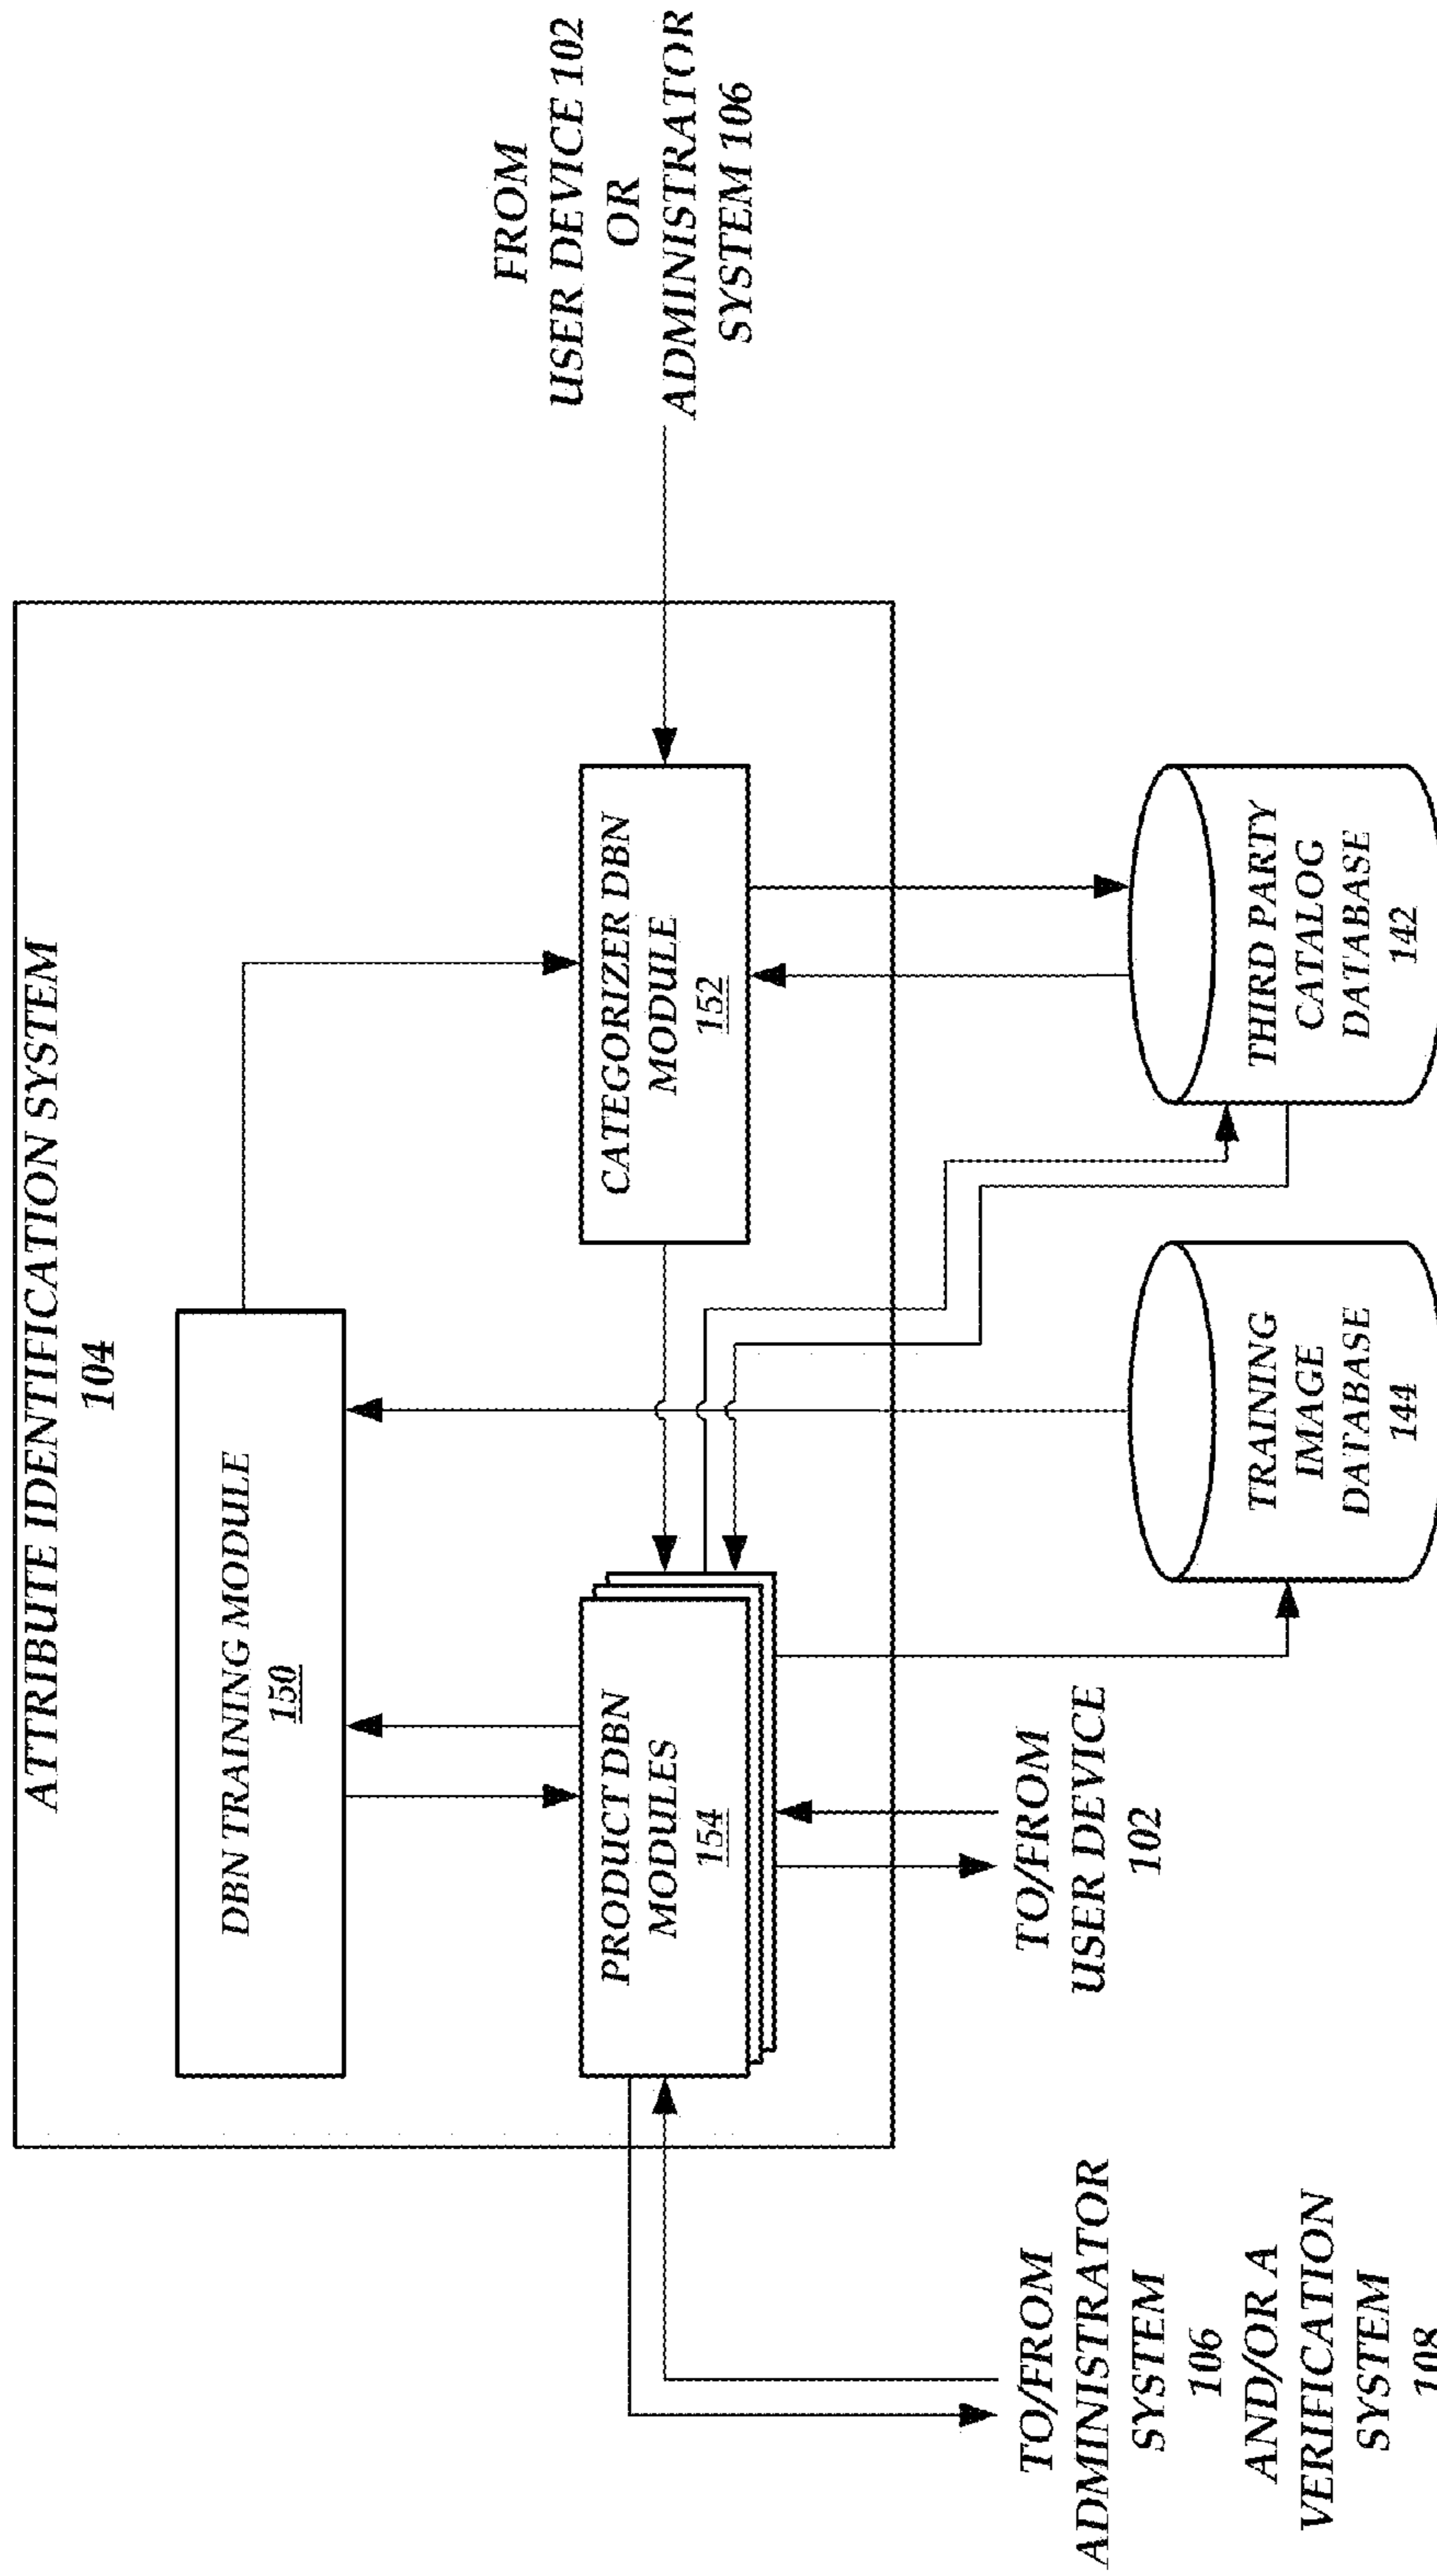 ATTRIBUTE IDENTIFICATION SYSTEM
104
DBN TRAINING MODULE
150
PRODUCT DBN
MODULES
154
CATEGORIZER DBN
MODULE
152
FROM
USER DEVICE 102
OR
ADMINISTRATOR
SYSTEM 106
TO/FROM
ADMINISTRATOR
SYSTEM
106
AND/OR A
VERIFICATION
SYSTEM
108
TO/FROM
USER DEVICE
102
TRAINING
IMAGE
DATABASE
144
THIRD PARTY
CATALOG
DATABASE
142